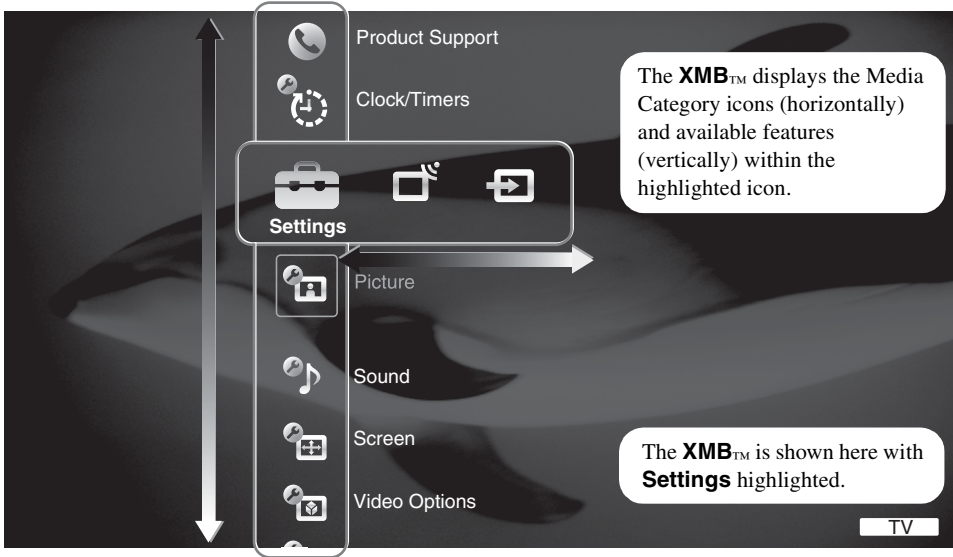 Product Support
Clock/Timers
The XMB™ displays the Media
Category icons (horizontally)
and available features
(vertically) within the
highlighted icon.
Settings
Picture
Sound
Screen
Video Options
The XMB™ is shown here with
Settings highlighted.
TV